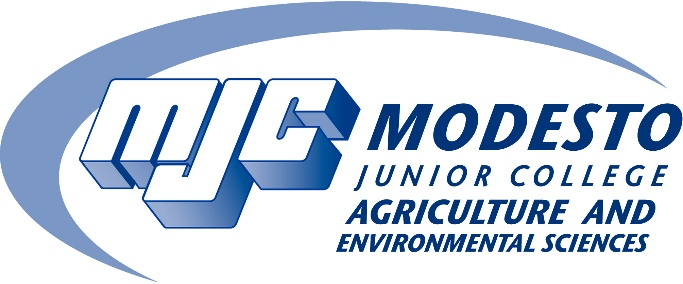 MJC
MODESTO
JUNIOR COLLEGE
AGRICULTURE AND
ENVIRONMENTAL SCIENCES